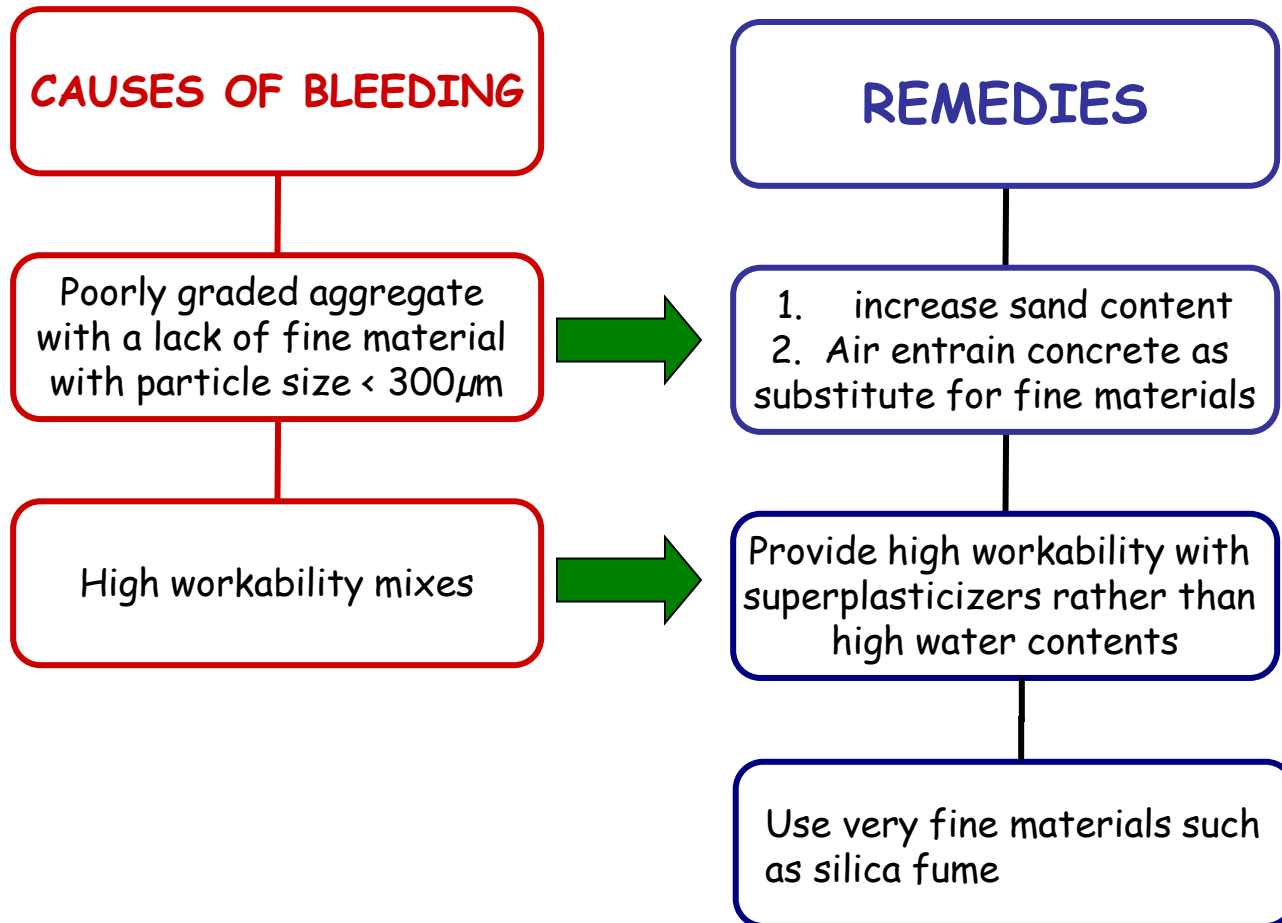 CAUSES OF BLEEDING
REMEDIES
Poorly graded aggregate
with a lack of fine material
with particle size < 300µm
1. increase sand content
2. Air entrain concrete as
substitute for fine materials
High workability mixes
Provide high workability with
superplasticizers rather than
high water contents
Use very fine materials such
as silica fume